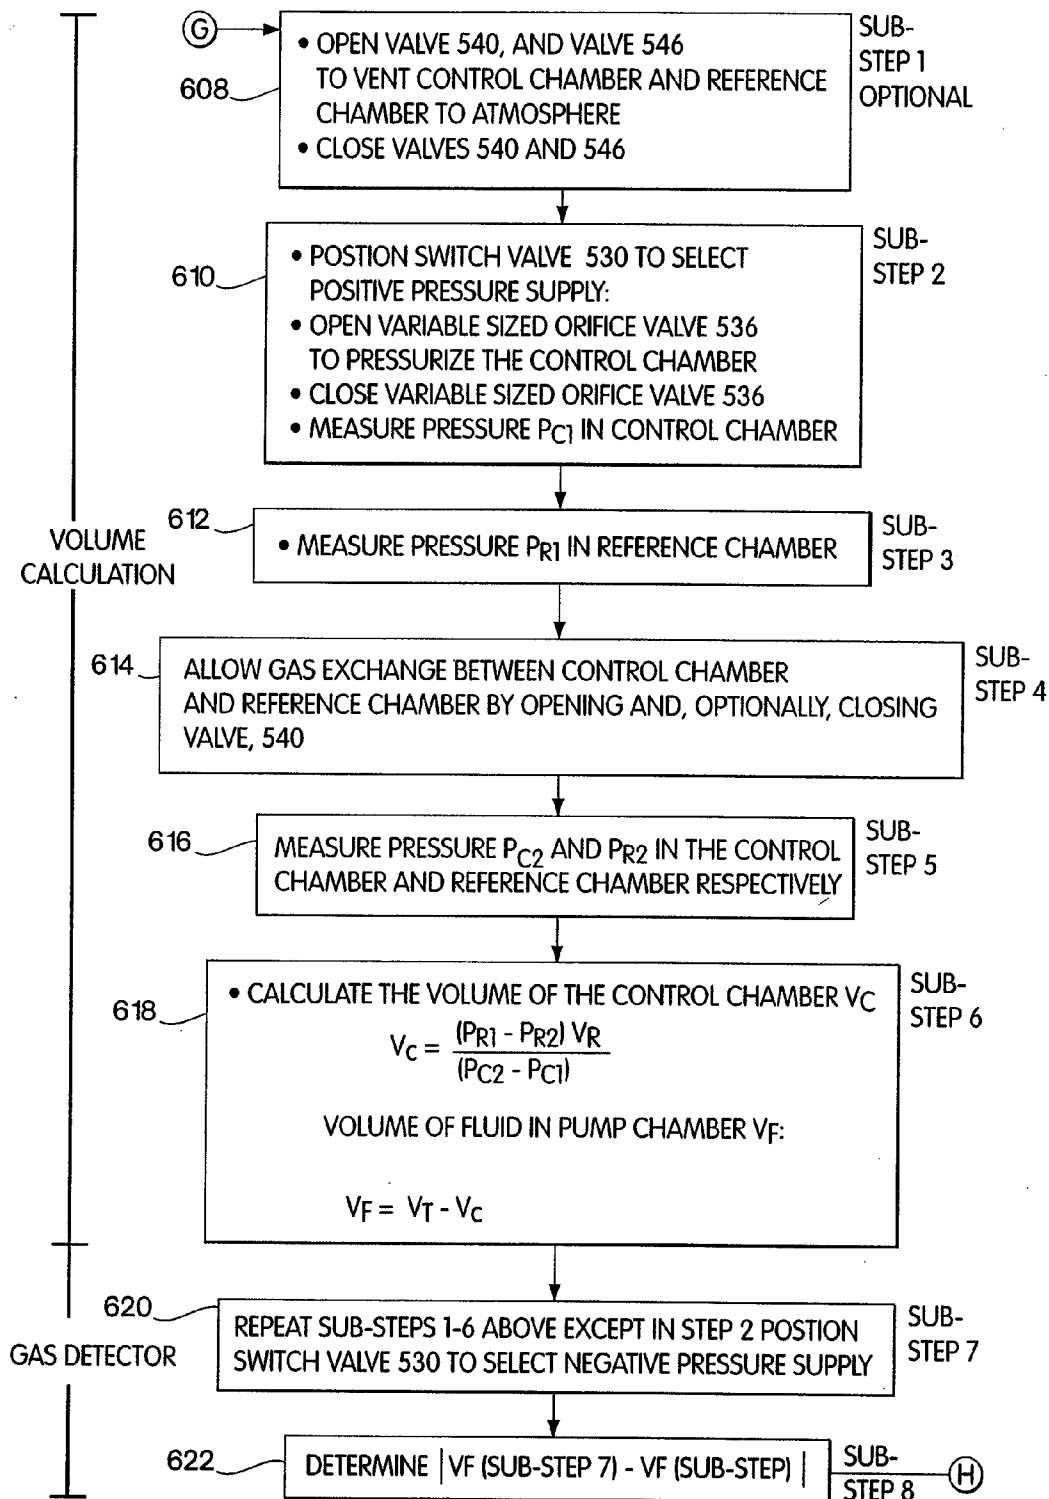 G
• OPEN VALVE 540, AND VALVE 546
TO VENT CONTROL CHAMBER AND REFERENCE
CHAMBER TO ATMOSPHERE
• CLOSE VALVES 540 AND 546
608
SUB-
STEP 1
OPTIONAL
• POSTION SWITCH VALVE 530 TO SELECT
POSITIVE PRESSURE SUPPLY:
• OPEN VARIABLE SIZED ORIFICE VALVE 536
TO PRESSURIZE THE CONTROL CHAMBER
• CLOSE VARIABLE SIZED ORIFICE VALVE 536
• MEASURE PRESSURE PC1 IN CONTROL CHAMBER
610
SUB-
STEP 2
612
• MEASURE PRESSURE PR1 IN REFERENCE CHAMBER
SUB-
STEP 3
VOLUME
CALCULATION
614
ALLOW GAS EXCHANGE BETWEEN CONTROL CHAMBER
AND REFERENCE CHAMBER BY OPENING AND, OPTIONALLY, CLOSING
VALVE, 540
SUB-
STEP 4
616
MEASURE PRESSURE PC2 AND PR2 IN THE CONTROL
CHAMBER AND REFERENCE CHAMBER RESPECTIVELY
SUB-
STEP 5
618
• CALCULATE THE VOLUME OF THE CONTROL CHAMBER VC
VC = (PR1 - PR2) VR
(PC2 - PC1)
VOLUME OF FLUID IN PUMP CHAMBER VF:
VF = VT - VC
SUB-
STEP 6
620
REPEAT SUB-STEPS 1-6 ABOVE EXCEPT IN STEP 2 POSTION
SWITCH VALVE 530 TO SELECT NEGATIVE PRESSURE SUPPLY
SUB-
STEP 7
GAS DETECTOR
622
DETERMINE |VF (SUB-STEP 7) - VF (SUB-STEP) |
SUB-
STEP 8
H